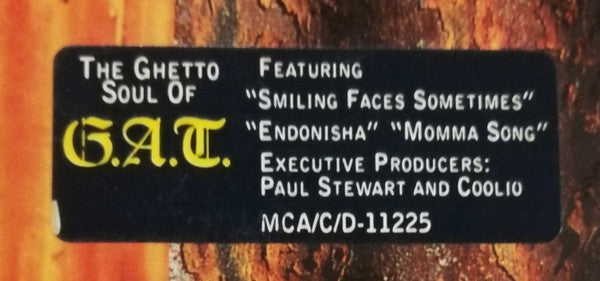 THE GHETTO
SOUL OF
G.A.T.
FEATURING
"SMILING FACES SOMETIMES"
"ENDONISHA" "MOMMA SONG"
EXECUTIVE PRODUCERS:
PAUL STEWART AND COOLIO
MCA/C/D-11225